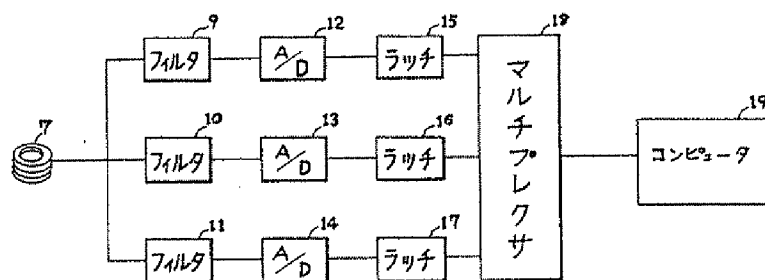 9
12
15
18
フィルタ
A/D
ラッチ
マルチプレクサ
7
10
13
16
19
フィルタ
A/D
ラッチ
コンピュータ
11
14
17
フィルタ
A/D
ラッチ